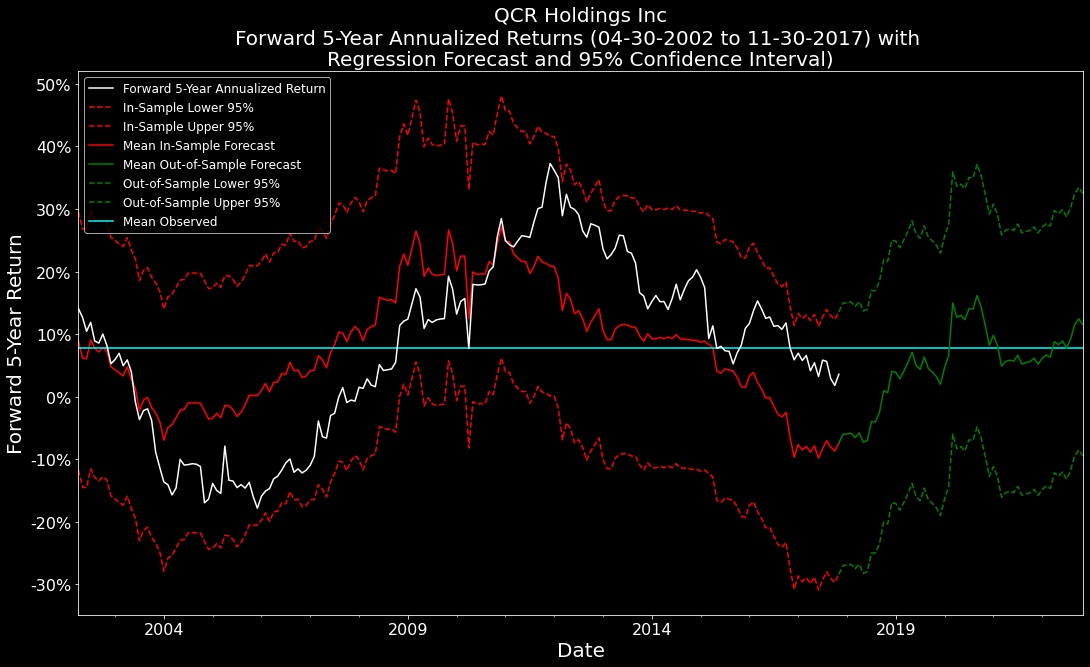 QCR Holdings Inc
Forward 5-Year Annualized Returns (04-30-2002 to 11-30-2017) with
Regression Forecast and 95% Confidence Interval)
Forward 5-Year Annualized Return
In-Sample Lower 95%
In-Sample Upper 95%
Mean In-Sample Forecast
Mean Out-of-Sample Forecast
Out-of-Sample Lower 95%
Out-of-Sample Upper 95%
Mean Observed
Forward 5-Year Return
50%
40%
30%
20%
10%
0%
-10%
-20%
-30%
2004
2009
2014
2019
Date